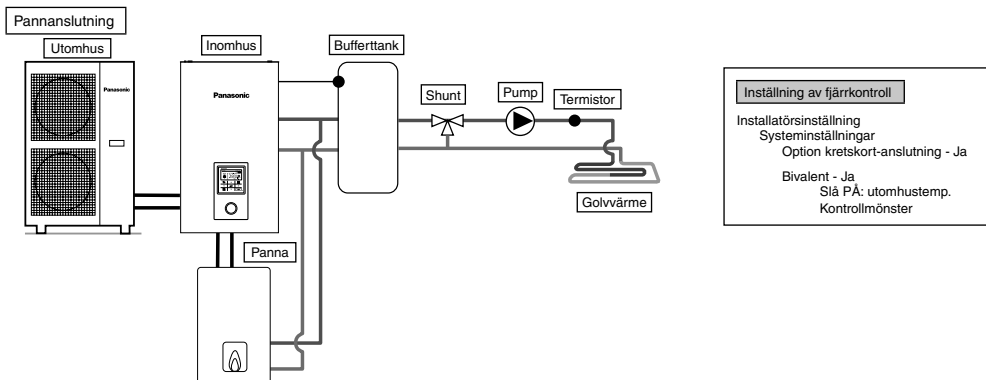 Pannanslutning
Utomhus
Inomhus
Bufferttank
Panasonic
Panasonic
Shunt
Pump
Termistor
Golvvärme
Panna
Inställning av fjärrkontroll
Installatörsinställning
Systeminställningar
Option kretskort-anslutning - Ja
Bivalent - Ja
Slå PÅ: utomhustemp.
Kontrollmönster